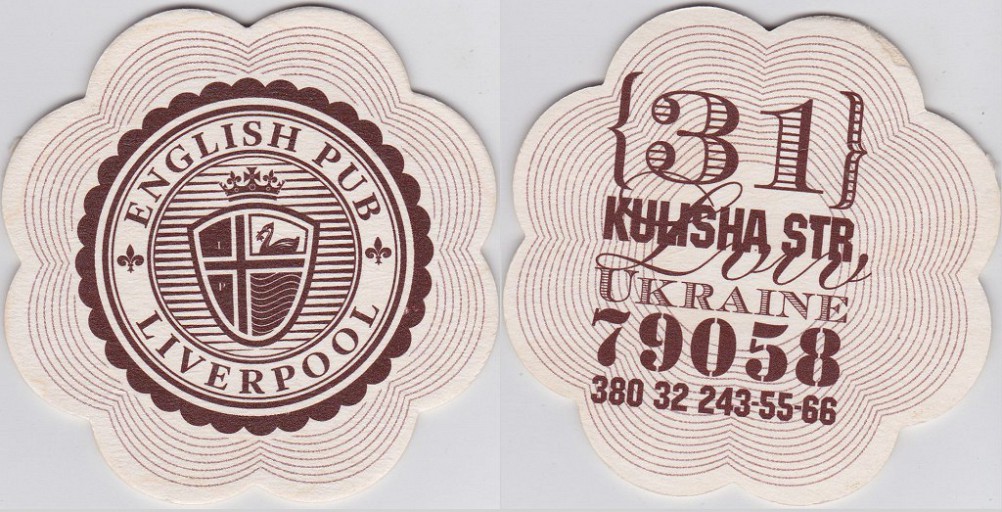 ENGLISH PUB
LIVERPOOL
I
P
{31}
KULISHA STR
Lviv
UKRAINE
79058
380 32 243-55-66